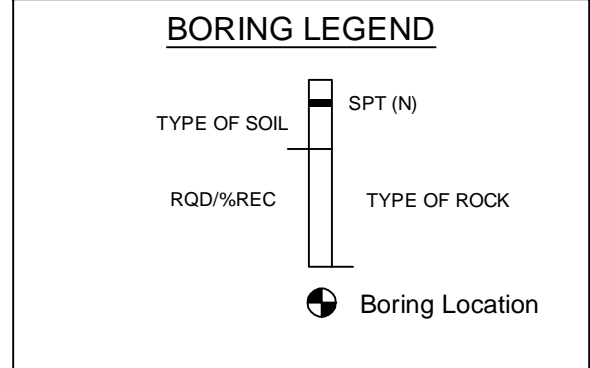 BORING LEGEND
SPT (N)
TYPE OF SOIL
RQD/%REC
TYPE OF ROCK
Boring Location